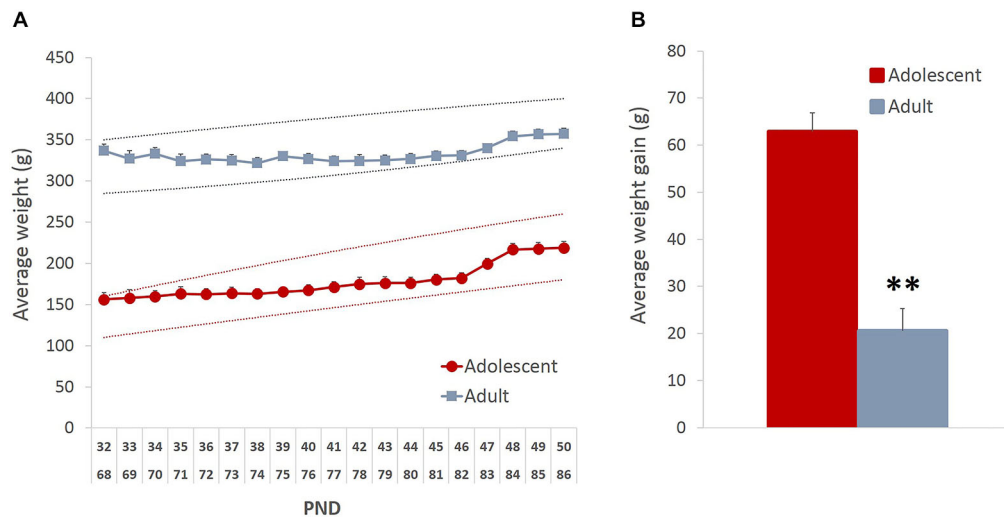 A
450
400
350
300
250
200
150
100
50
0
Average weight (g)
Adolescent
Adult
32 33 34 35 36 37 38 39 40 41 42 43 44 45 46 47 48 49 50
68 69 70 71 72 73 74 75 76 77 78 79 80 81 82 83 84 85 86
PND
B
80
70
60
50
40
30
20
10
0
Average weight gain (g)
Adolescent
Adult
**